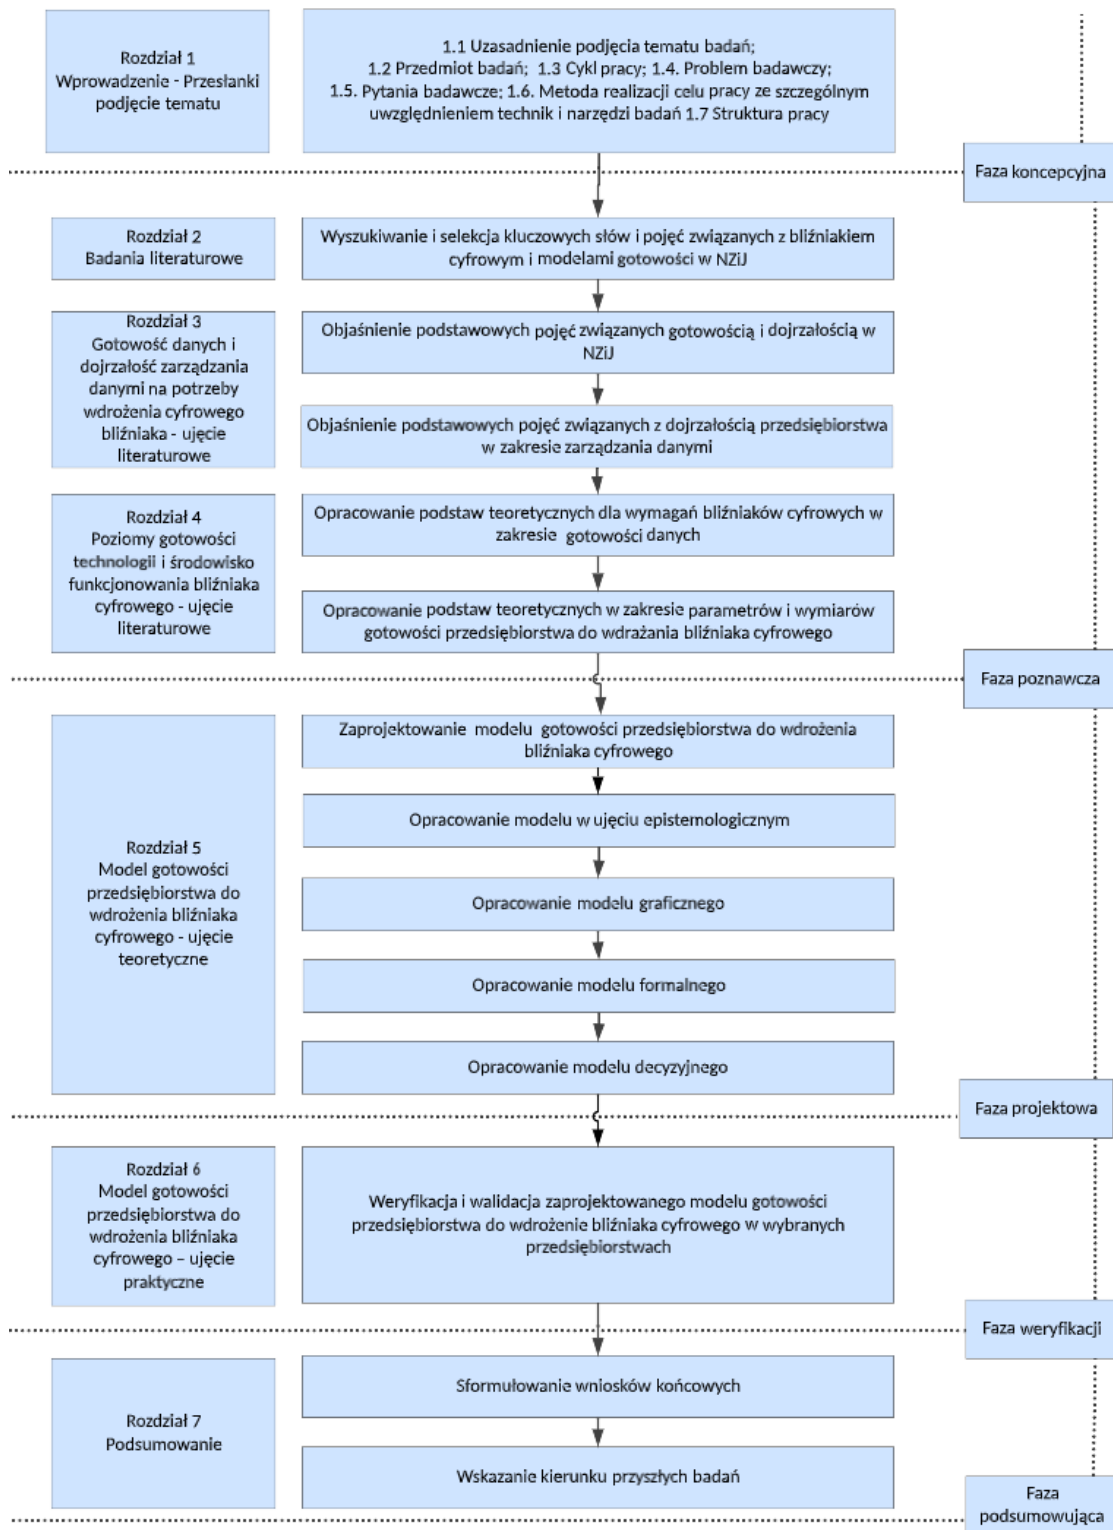 Rozdział 1
Wprowadzenie - Przesłanki
podjęcie tematu
1.1 Uzasadnienie podjęcia tematu badań;
1.2 Przedmiot badań; 1.3 Cykl pracy; 1.4. Problem badawczy;
1.5. Pytania badawcze; 1.6. Metoda realizacji celu pracy ze szczególnym
uwzględnieniem technik i narzędzi badań 1.7 Struktura pracy
Faza koncepcyjna
Rozdział 2
Badania literaturowe
Wyszukiwanie i selekcja kluczowych słów i pojęć związanych z bliźniakiem
cyfrowym i modelami gotowości w NZiJ
Rozdział 3
Gotowość danych i
dojrzałość zarządzania
danymi na potrzeby
wdrożenia cyfrowego
bliźniaka - ujęcie
literaturowe
Objaśnienie podstawowych pojęć związanych gotowością i dojrzałością w
NZiJ
Objaśnienie podstawowych pojęć związanych z dojrzałością przedsiębiorstwa
w zakresie zarządzania danymi
Rozdział 4
Poziomy gotowości
technologii i środowisko
funkcjonowania bliźniaka
cyfrowego - ujęcie
literaturowe
Opracowanie podstaw teoretycznych dla wymagań bliźniaków cyfrowych w
zakresie gotowości danych
Opracowanie podstaw teoretycznych w zakresie parametrów i wymiarów
gotowości przedsiębiorstwa do wdrażania bliźniaka cyfrowego
Faza poznawcza
Rozdział 5
Model gotowości
przedsiębiorstwa do
wdrożenia bliźniaka
cyfrowego - ujęcie
teoretyczne
Zaprojektowanie modelu gotowości przedsiębiorstwa do wdrożenia
bliźniaka cyfrowego
Opracowanie modelu w ujęciu epistemologicznym
Opracowanie modelu graficznego
Opracowanie modelu formalnego
Opracowanie modelu decyzyjnego
Faza projektowa
Rozdział 6
Model gotowości
przedsiębiorstwa do
wdrożenia bliźniaka
cyfrowego – ujęcie
praktyczne
Weryfikacja i walidacja zaprojektowanego modelu gotowości
przedsiębiorstwa do wdrożenie bliźniaka cyfrowego w wybranych
przedsiębiorstwach
Faza weryfikacji
Rozdział 7
Podsumowanie
Sformułowanie wniosków końcowych
Wskazanie kierunku przyszłych badań
Faza
podsumowująca